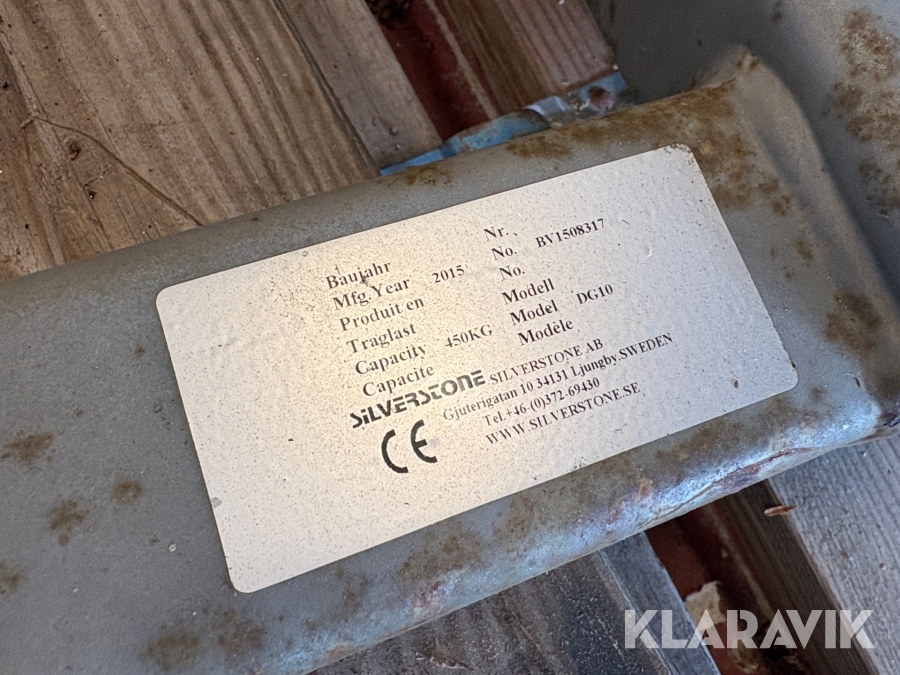 Baujahr Nr.
Mfg.Year 2015 No. BV1508317
Produit en No.
Traglast Modell
Capacity 450KG Model DG10
Capacite Modèle
SILVERSTONE SILVERSTONE AB
Gjuterigatan 10 34131 Ljungby.SWEDEN
Tel.+46-(0)372-69430
CE WWW.SILVERSTONE.SE
KLARAVIK